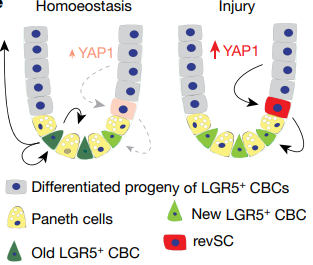 e
Homoeostasis
Injury
↑ YAP1
↑ YAP1
Differentiated progeny of LGR5⁺ CBCs
Paneth cells
New LGR5⁺ CBC
Old LGR5⁺ CBC
revSC